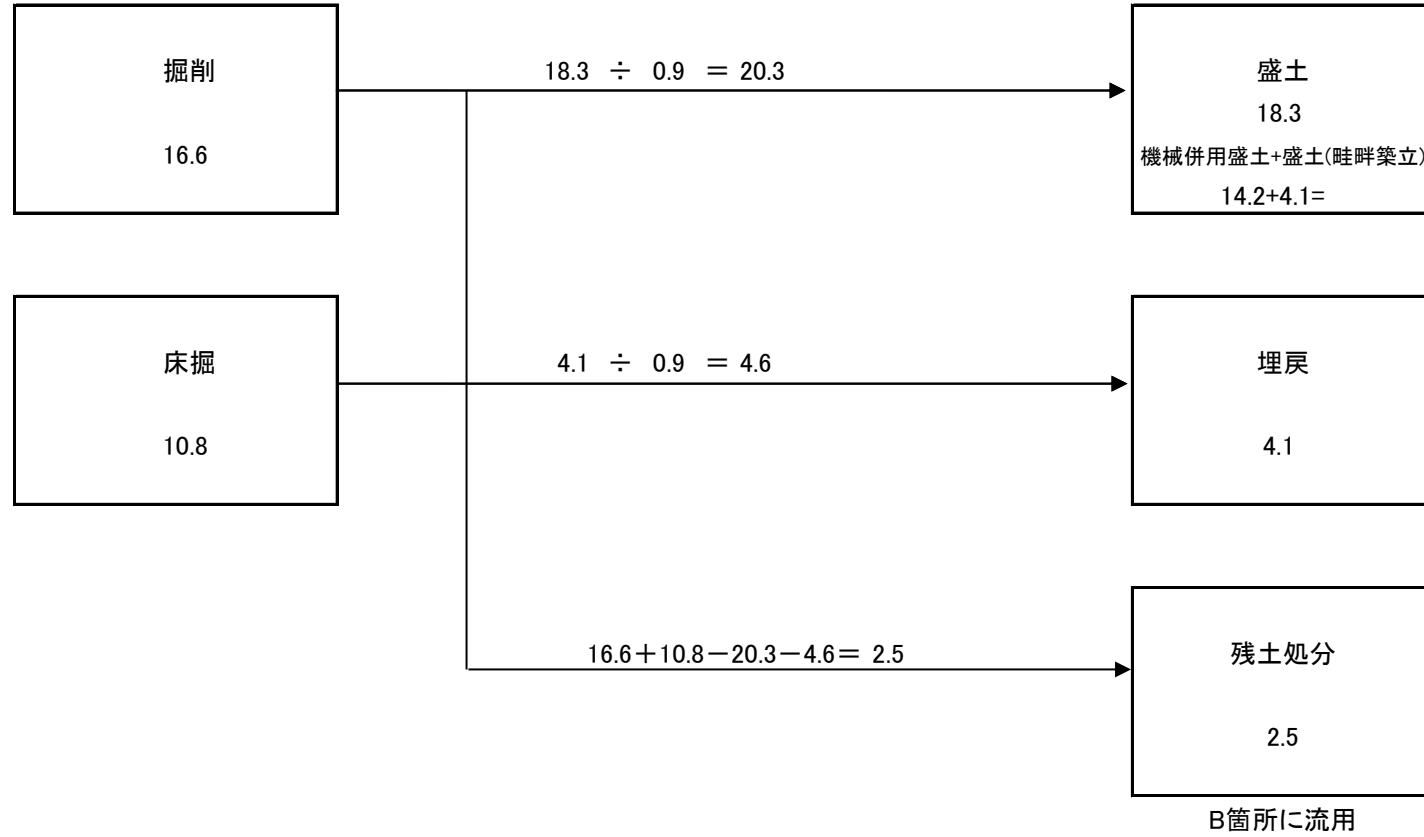 掘削
16.6
18.3 ÷ 0.9 ＝ 20.3
盛土
18.3
機械併用盛土+盛土(畦畔築立)
14.2+4.1=
床掘
10.8
4.1 ÷ 0.9 ＝ 4.6
埋戻
4.1
16.6＋10.8－20.3－4.6＝ 2.5
残土処分
2.5
B箇所に流用